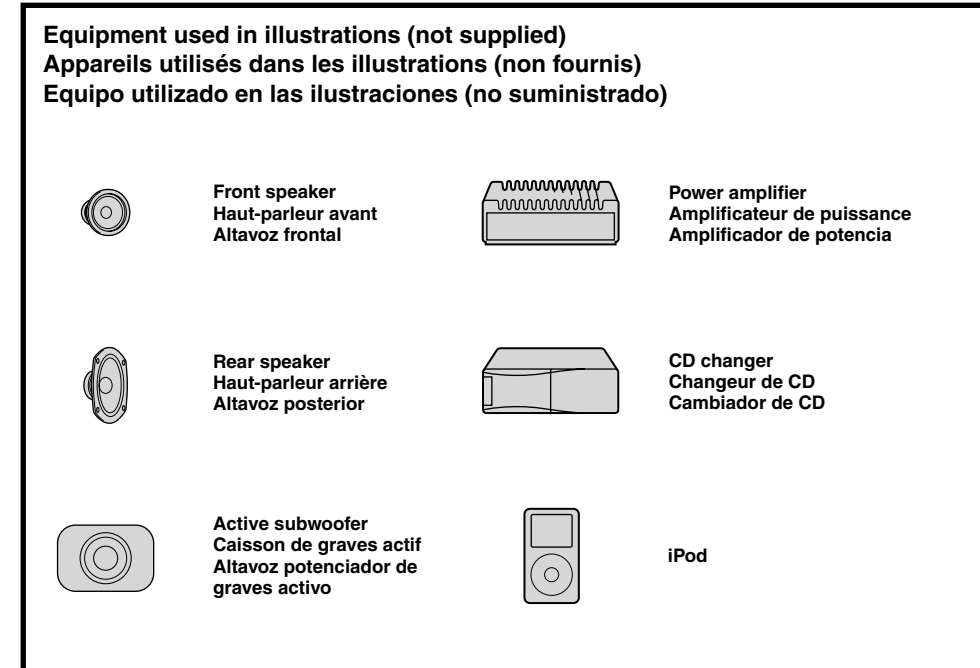 Equipment used in illustrations (not supplied)
Appareils utilisés dans les illustrations (non fournis)
Equipo utilizado en las ilustraciones (no suministrado)
Front speaker
Haut-parleur avant
Altavoz frontal
Power amplifier
Amplificateur de puissance
Amplificador de potencia
Rear speaker
Haut-parleur arrière
Altavoz posterior
CD changer
Changeur de CD
Cambiador de CD
Active subwoofer
Caisson de graves actif
Altavoz potenciador de
graves activo
iPod